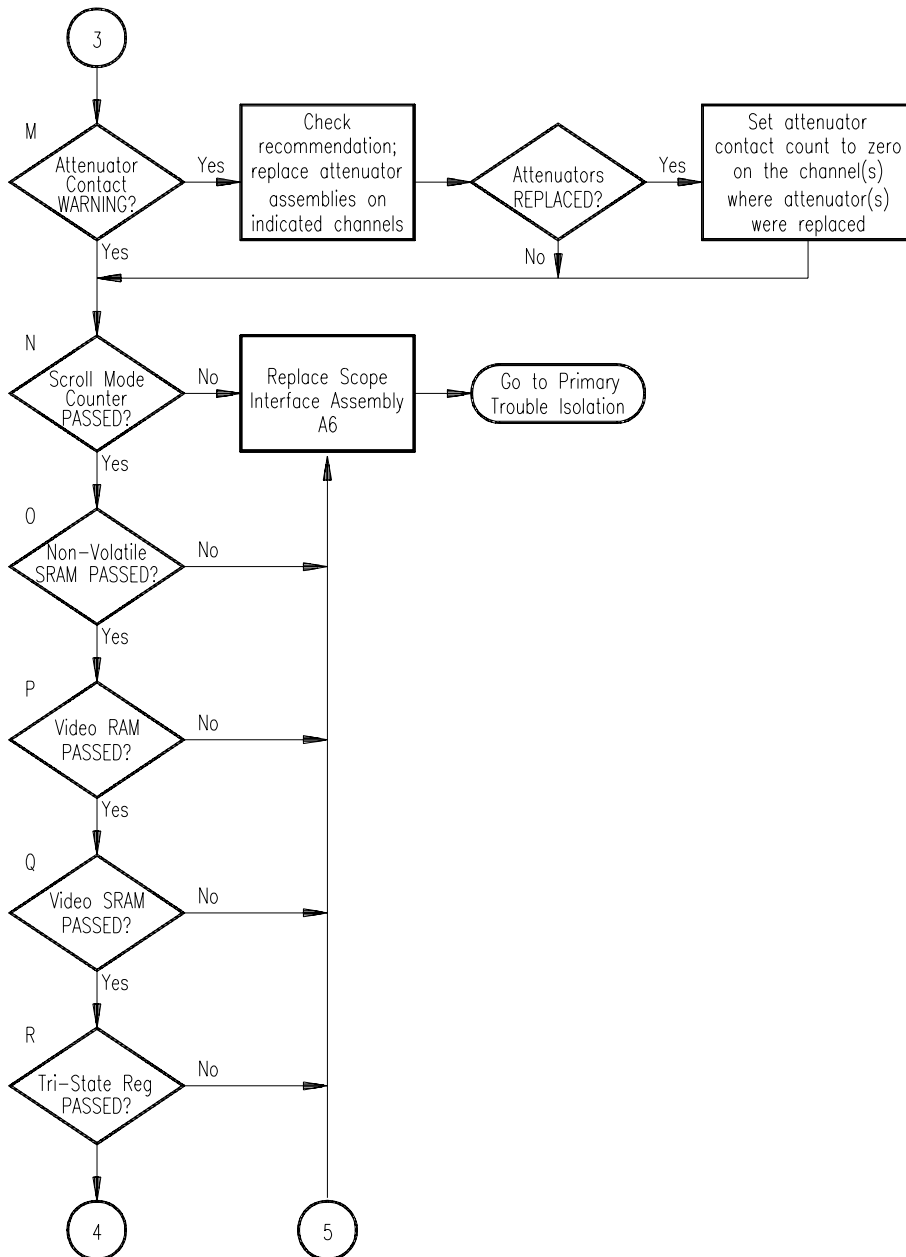 3
M
Attenuator
Contact
WARNING?
Yes
Yes
Check
recommendation;
replace attenuator
assemblies on
indicated channels
Attenuators
REPLACED?
Yes
No
Set attenuator
contact count to zero
on the channel(s)
where attenuator(s)
were replaced
N
Scroll Mode
Counter
PASSED?
No
Yes
Replace Scope
Interface Assembly
A6
Go to Primary
Trouble Isolation
O
Non-Volatile
SRAM PASSED?
No
Yes
P
Video RAM
PASSED?
No
Yes
Q
Video SRAM
PASSED?
No
Yes
R
Tri-State Reg
PASSED?
No
4
5